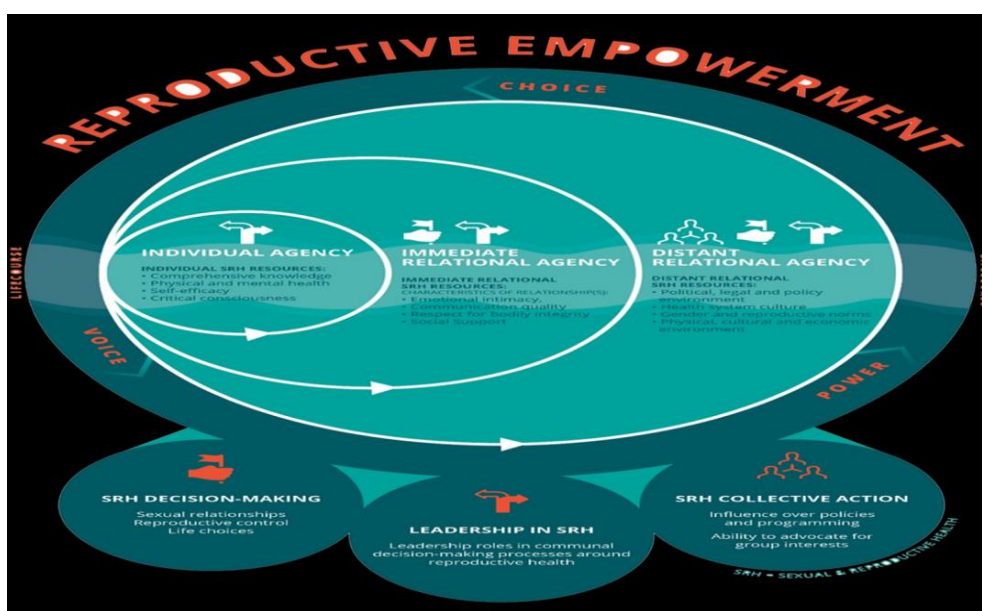 REPRODUCTIVE EMPOWERMENT
CHOICE
LIFECOURSE
INDIVIDUAL AGENCY
INDIVIDUAL SRH RESOURCES:
• Comprehensive knowledge
• Physical and mental health
• Self-efficacy
• Critical consciousness
IMMEDIATE
RELATIONAL AGENCY
IMMEDIATE RELATIONAL
SRH RESOURCES:
CHARACTERISTICS OF RELATIONSHIP(S):
• Emotional intimacy,
• Communication quality
• Respect for bodily integrity
• Social Support
DISTANT
RELATIONAL AGENCY
DISTANT RELATIONAL
SRH RESOURCES:
• Political, legal and policy
environment
• Health system culture
• Gender and reproductive norms
• Physical, cultural and economic
environment
VOICE
POWER
SRH DECISION-MAKING
Sexual relationships
Reproductive control
Life choices
LEADERSHIP IN SRH
Leadership roles in communal
decision-making processes around
reproductive health
SRH COLLECTIVE ACTION
Influence over policies
and programming
Ability to advocate for
group interests
SRH = SEXUAL & REPRODUCTIVE HEALTH